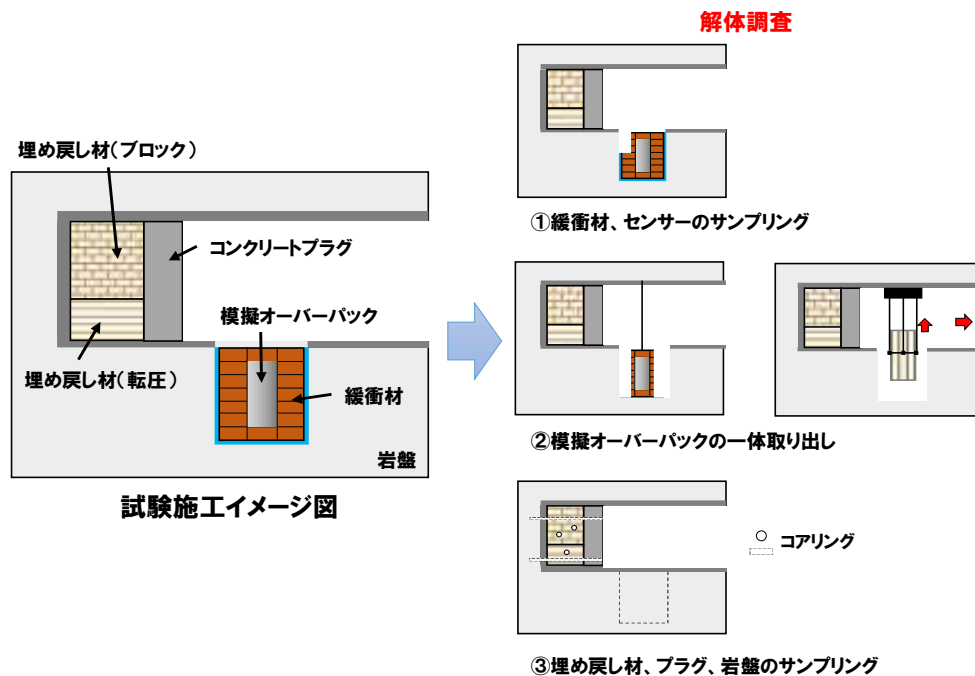 解体調査
埋め戻し材(ブロック)
コンクリートプラグ
模擬オーバーパック
埋め戻し材(転圧)
緩衝材
岩盤
試験施工イメージ図
①緩衝材、センサーのサンプリング
②模擬オーバーパックの一体取り出し
コアリング
③埋め戻し材、プラグ、岩盤のサンプリング